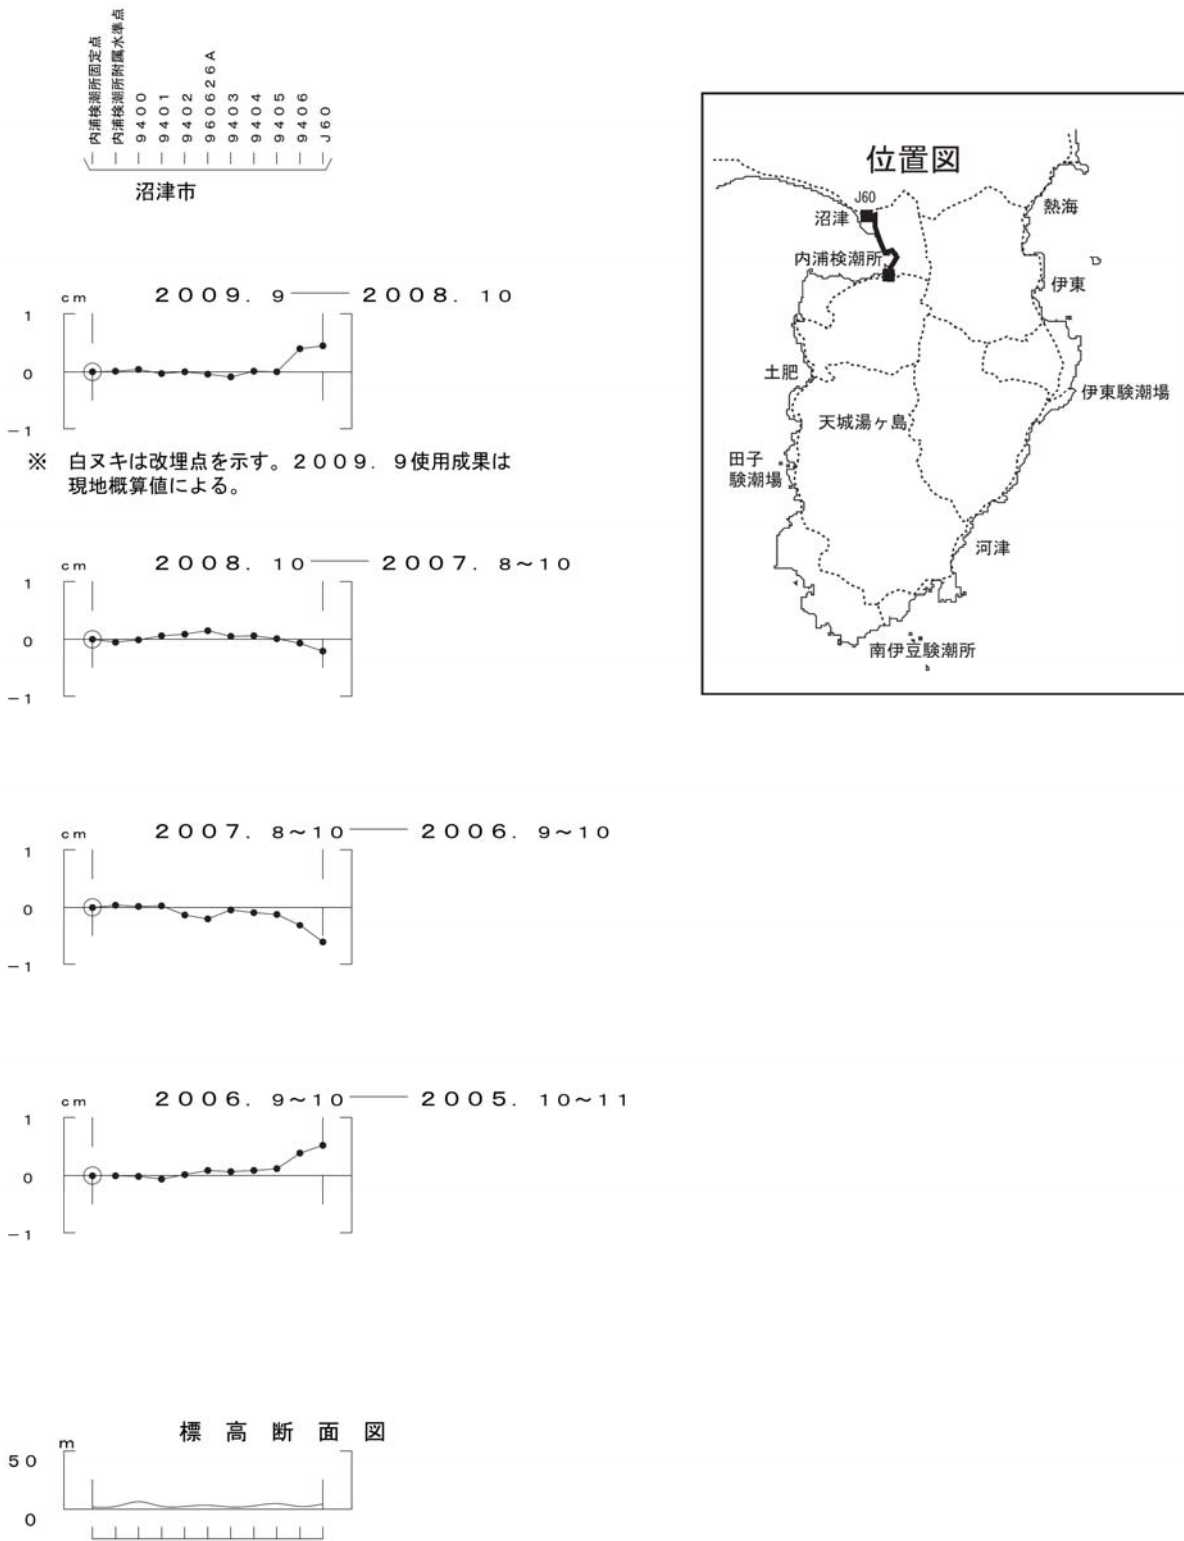 内浦検潮所固定点
内浦検潮所附属水準点
9400
9401
9402
960626A
9403
9404
9405
9406
J60
沼津市
cm 2009. 9 —— 2008. 10
1
0
−1
※ 白ヌキは改埋点を示す。2009. 9使用成果は
現地概算値による。
cm 2008. 10 —— 2007. 8~10
1
0
−1
cm 2007. 8~10 —— 2006. 9~10
1
0
−1
cm 2006. 9~10 —— 2005. 10~11
1
0
−1
標高断面図
m
50
0
位置図
J60
沼津
熱海
内浦検潮所
伊東
土肥
伊東験潮場
天城湯ヶ島
田子
験潮場
河津
南伊豆験潮所